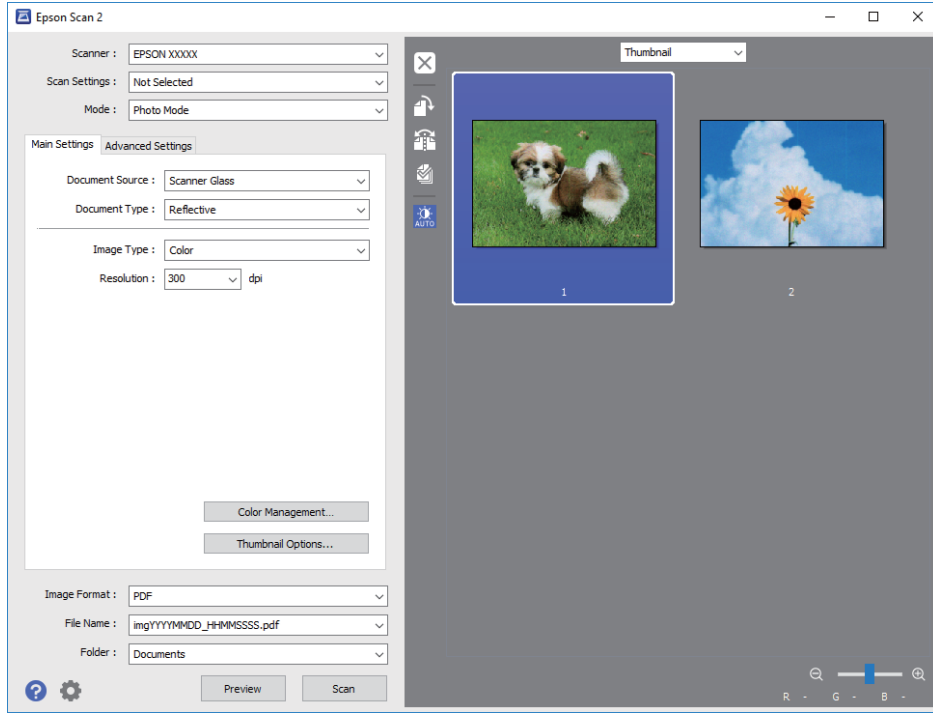 Epson Scan 2
Scanner : EPSON XXXXX
Scan Settings : Not Selected
Mode : Photo Mode
Main Settings Advanced Settings
Document Source : Scanner Glass
Document Type : Reflective
Image Type : Color
Resolution : 300 dpi
Color Management...
Thumbnail Options...
Image Format : PDF
File Name : imgYYYYMMDD_HHMMSSSS.pdf
Folder : Documents
? Preview Scan
Thumbnail
AUTO
1 2
R - G - B -